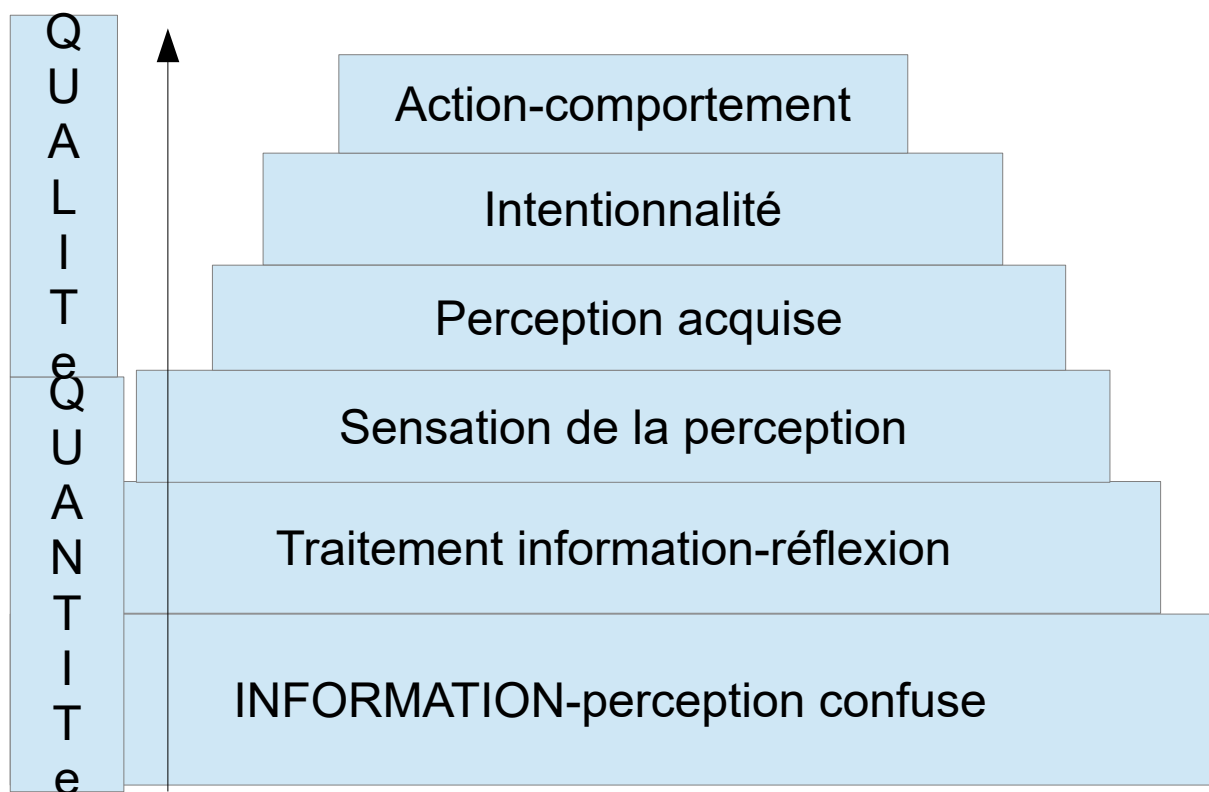 QUALITe
Action-comportement
Intentionnalité
Perception acquise
QUANTITe
Sensation de la perception
Traitement information-réflexion
INFORMATION-perception confuse